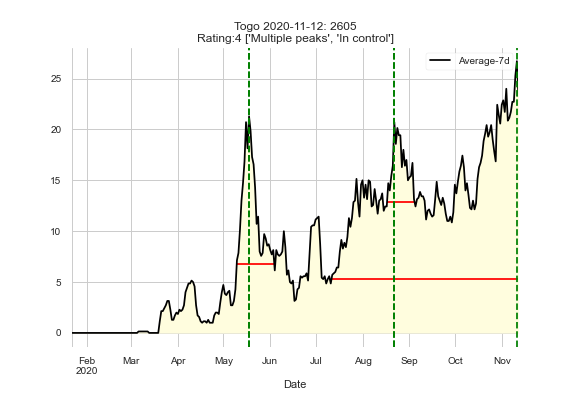 Togo 2020-11-12: 2605
Rating:4 ['Multiple peaks', 'In control']
Average-7d
25
20
15
10
5
0
Feb Mar Apr May Jun Jul Aug Sep Oct Nov
2020
Date